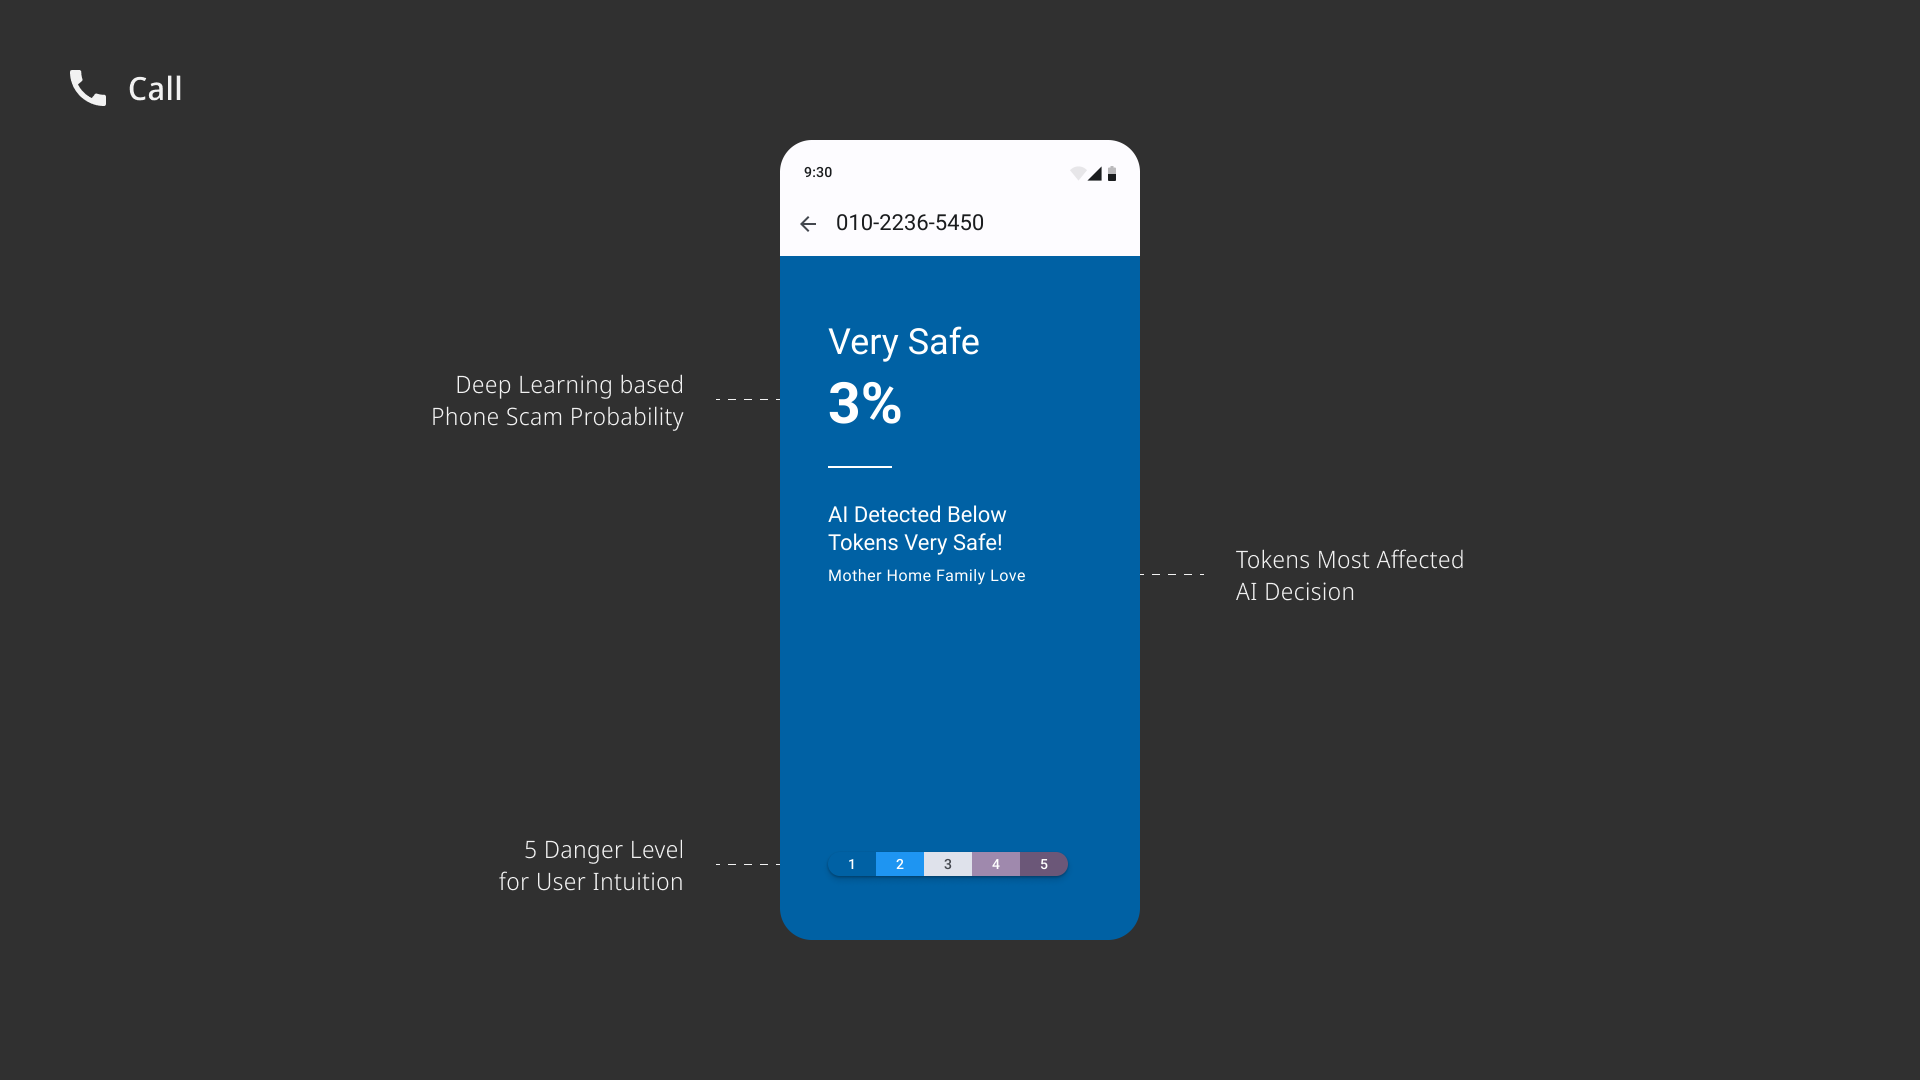 Call
9:30
010-2236-5450
Very Safe
3%
Deep Learning based
Phone Scam Probability
AI Detected Below
Tokens Very Safe!
Mother Home Family Love
Tokens Most Affected
AI Decision
5 Danger Level
for User Intuition
1 2 3 4 5